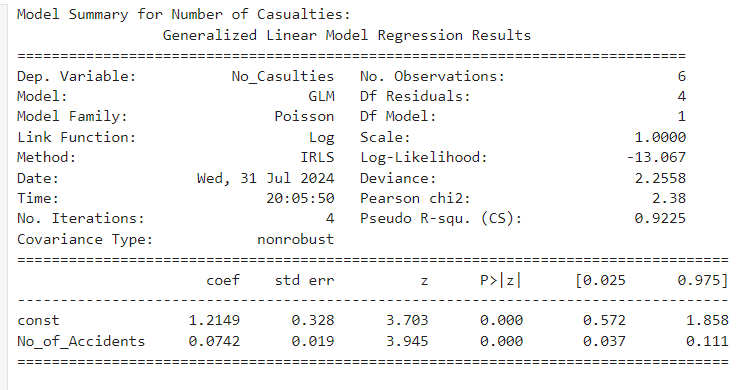 Model Summary for Number of Casualties:
Generalized Linear Model Regression Results
==============================================================================
Dep. Variable: No_Casulties No. Observations: 6
Model: GLM Df Residuals: 4
Model Family: Poisson Df Model: 1
Link Function: Log Scale: 1.0000
Method: IRLS Log-Likelihood: -13.067
Date: Wed, 31 Jul 2024 Deviance: 2.2558
Time: 20:05:50 Pearson chi2: 2.38
No. Iterations: 4 Pseudo R-squ. (CS): 0.9225
Covariance Type: nonrobust
===================================================================================
coef std err z P>|z| [0.025 0.975]
-----------------------------------------------------------------------------------
const 1.2149 0.328 3.703 0.000 0.572 1.858
No_of_Accidents 0.0742 0.019 3.945 0.000 0.037 0.111
===================================================================================